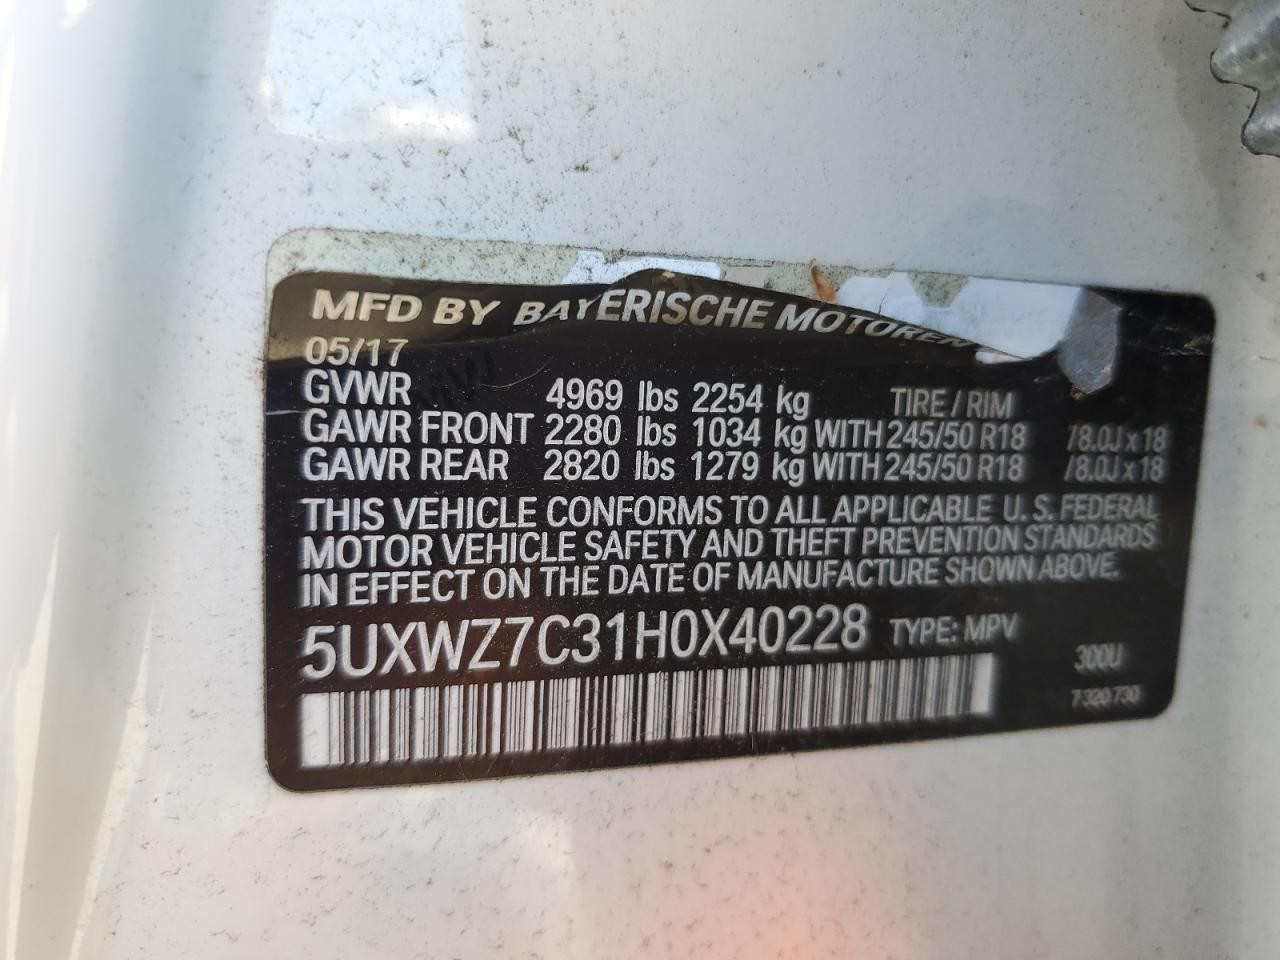 MFD BY BAYERISCHE MOTOREN
05/17
GVWR 4969 lbs 2254 kg TIRE / RIM
GAWR FRONT 2280 lbs 1034 kg WITH 245/50 R18 /8.0J x 18
GAWR REAR 2820 lbs 1279 kg WITH 245/50 R18 /8.0J x 18
THIS VEHICLE CONFORMS TO ALL APPLICABLE U. S. FEDERAL
MOTOR VEHICLE SAFETY AND THEFT PREVENTION STANDARDS
IN EFFECT ON THE DATE OF MANUFACTURE SHOWN ABOVE.
5UXWZ7C31H0X40228 TYPE: MPV
300U
7 320 730